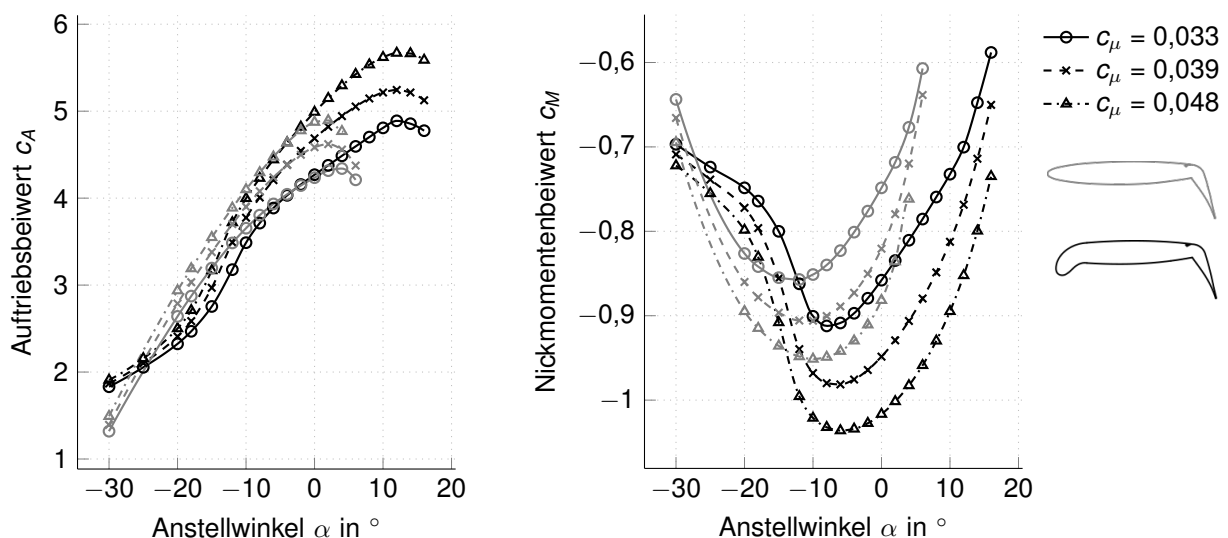 6
5
4
3
2
1
−30 −20 −10 0 10 20
Auftriebsbeiwert c_A
Anstellwinkel α in °
−0,6
−0,7
−0,8
−0,9
−1
−30 −20 −10 0 10 20
Nickmomentenbeiwert c_M
Anstellwinkel α in °
c_μ = 0,033
c_μ = 0,039
c_μ = 0,048